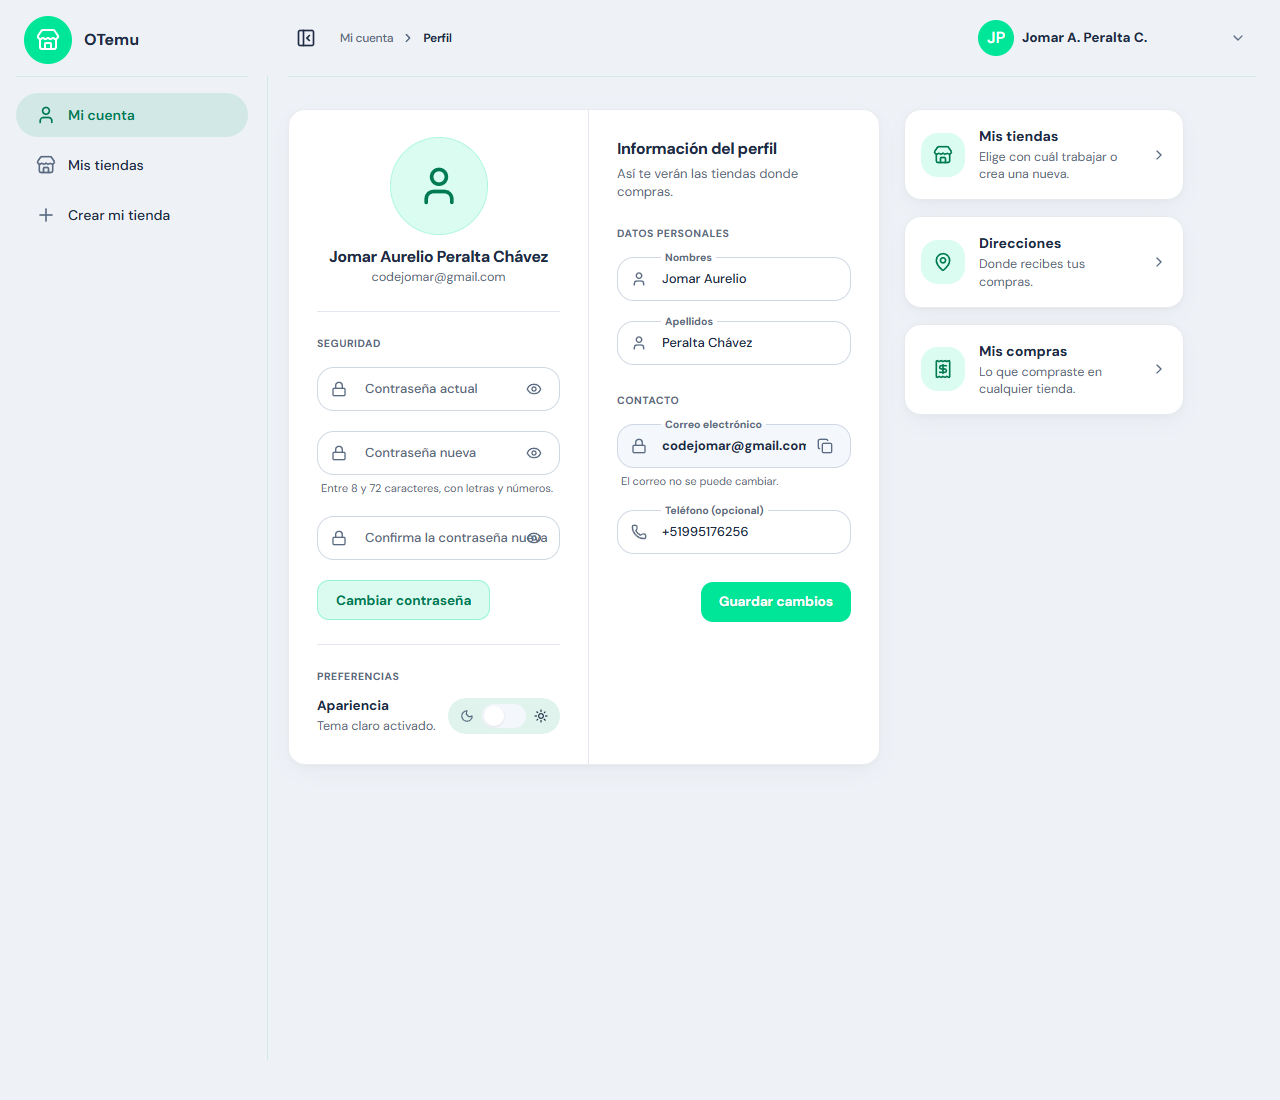 OTemu
Mi cuenta
Mis tiendas
Crear mi tienda
Mi cuenta > Perfil
JP Jomar A. Peralta C.
Jomar Aurelio Peralta Chávez
codejomar@gmail.com
SEGURIDAD
Contraseña actual
Contraseña nueva
Entre 8 y 72 caracteres, con letras y números.
Confirma la contraseña nueva
Cambiar contraseña
PREFERENCIAS
Apariencia
Tema claro activado.
Información del perfil
Así te verán las tiendas donde
compras.
DATOS PERSONALES
Nombres
Jomar Aurelio
Apellidos
Peralta Chávez
CONTACTO
Correo electrónico
codejomar@gmail.com
El correo no se puede cambiar.
Teléfono (opcional)
+51995176256
Guardar cambios
Mis tiendas
Elige con cuál trabajar o
crea una nueva.
Direcciones
Donde recibes tus
compras.
Mis compras
Lo que compraste en
cualquier tienda.